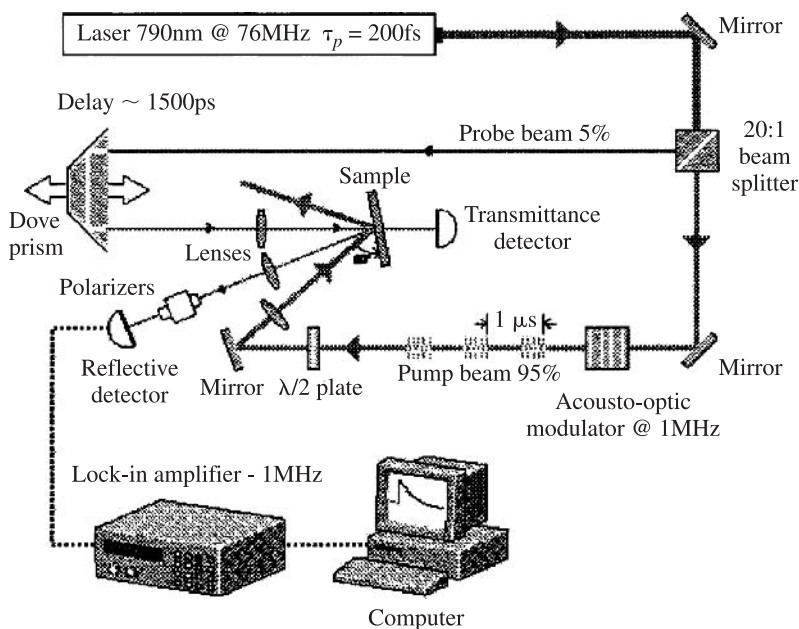 Laser 790nm @ 76MHz τp = 200fs
Mirror
Delay ~ 1500ps
Probe beam 5%
20:1
beam
splitter
Sample
Dove
prism
Lenses
Transmittance
detector
Polarizers
1 μs
Reflective
detector
Mirror
λ/2 plate
Pump beam 95%
Mirror
Acousto-optic
modulator @ 1MHz
Lock-in amplifier - 1MHz
Computer